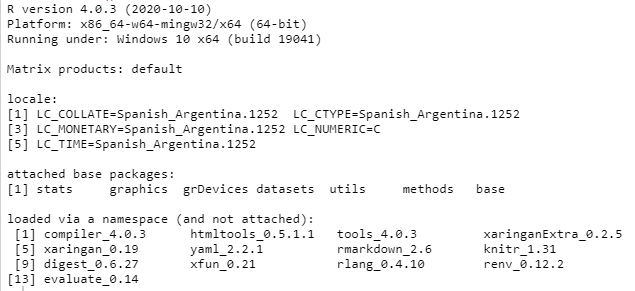 R version 4.0.3 (2020-10-10)
Platform: x86_64-w64-mingw32/x64 (64-bit)
Running under: Windows 10 x64 (build 19041)
Matrix products: default
locale:
[1] LC_COLLATE=Spanish_Argentina.1252  LC_CTYPE=Spanish_Argentina.1252
[3] LC_MONETARY=Spanish_Argentina.1252 LC_NUMERIC=C
[5] LC_TIME=Spanish_Argentina.1252
attached base packages:
[1] stats     graphics  grDevices datasets  utils     methods   base
loaded via a namespace (and not attached):
[1] compiler_4.0.3      htmltools_0.5.1.1   tools_4.0.3         xaringanExtra_0.2.5
[5] xaringan_0.19       yaml_2.2.1          rmarkdown_2.6       knitr_1.31
[9] digest_0.6.27       xfun_0.21           rlang_0.4.10        renv_0.12.2
[13] evaluate_0.14